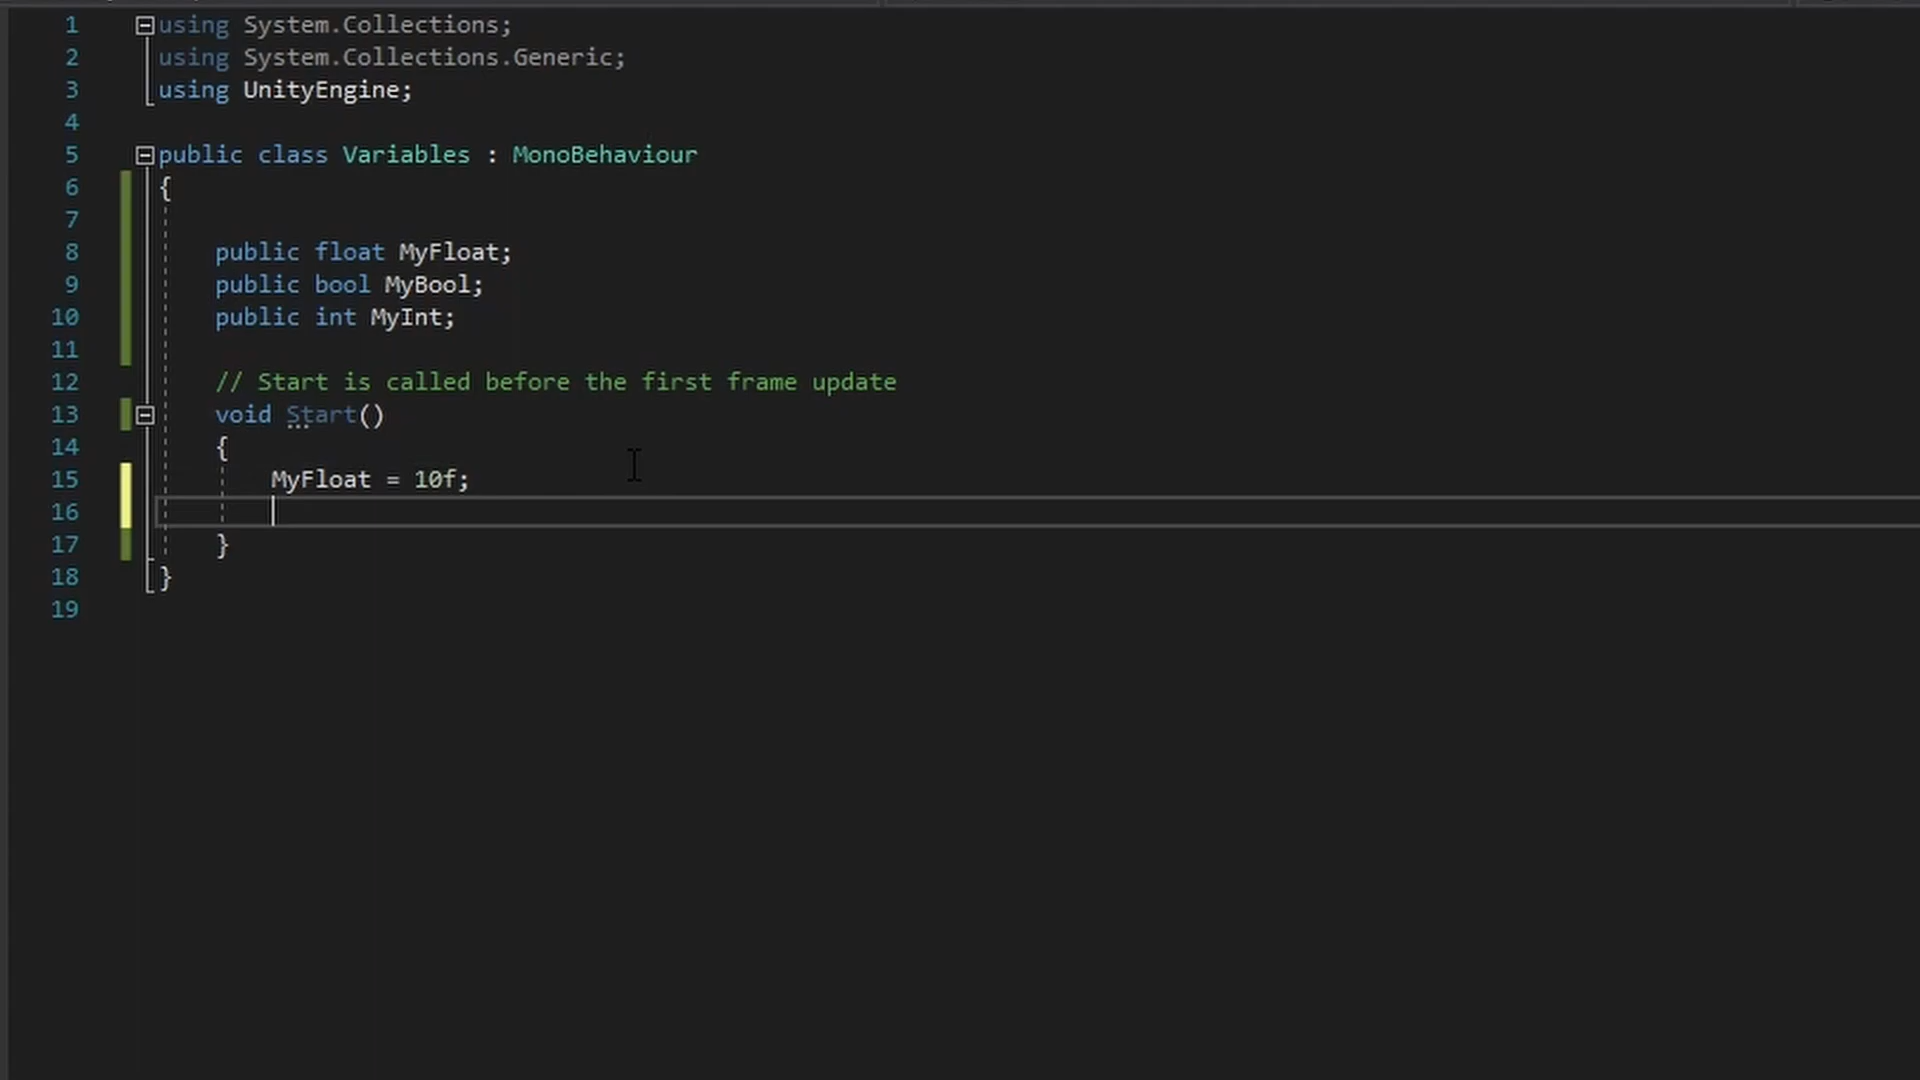 1 using System.Collections;
2 using System.Collections.Generic;
3 using UnityEngine;
4
5 public class Variables : MonoBehaviour
6 {
7
8 public float MyFloat;
9 public bool MyBool;
10 public int MyInt;
11
12 // Start is called before the first frame update
13 void Start()
14 {
15 MyFloat = 10f;
16
17 }
18 }
19